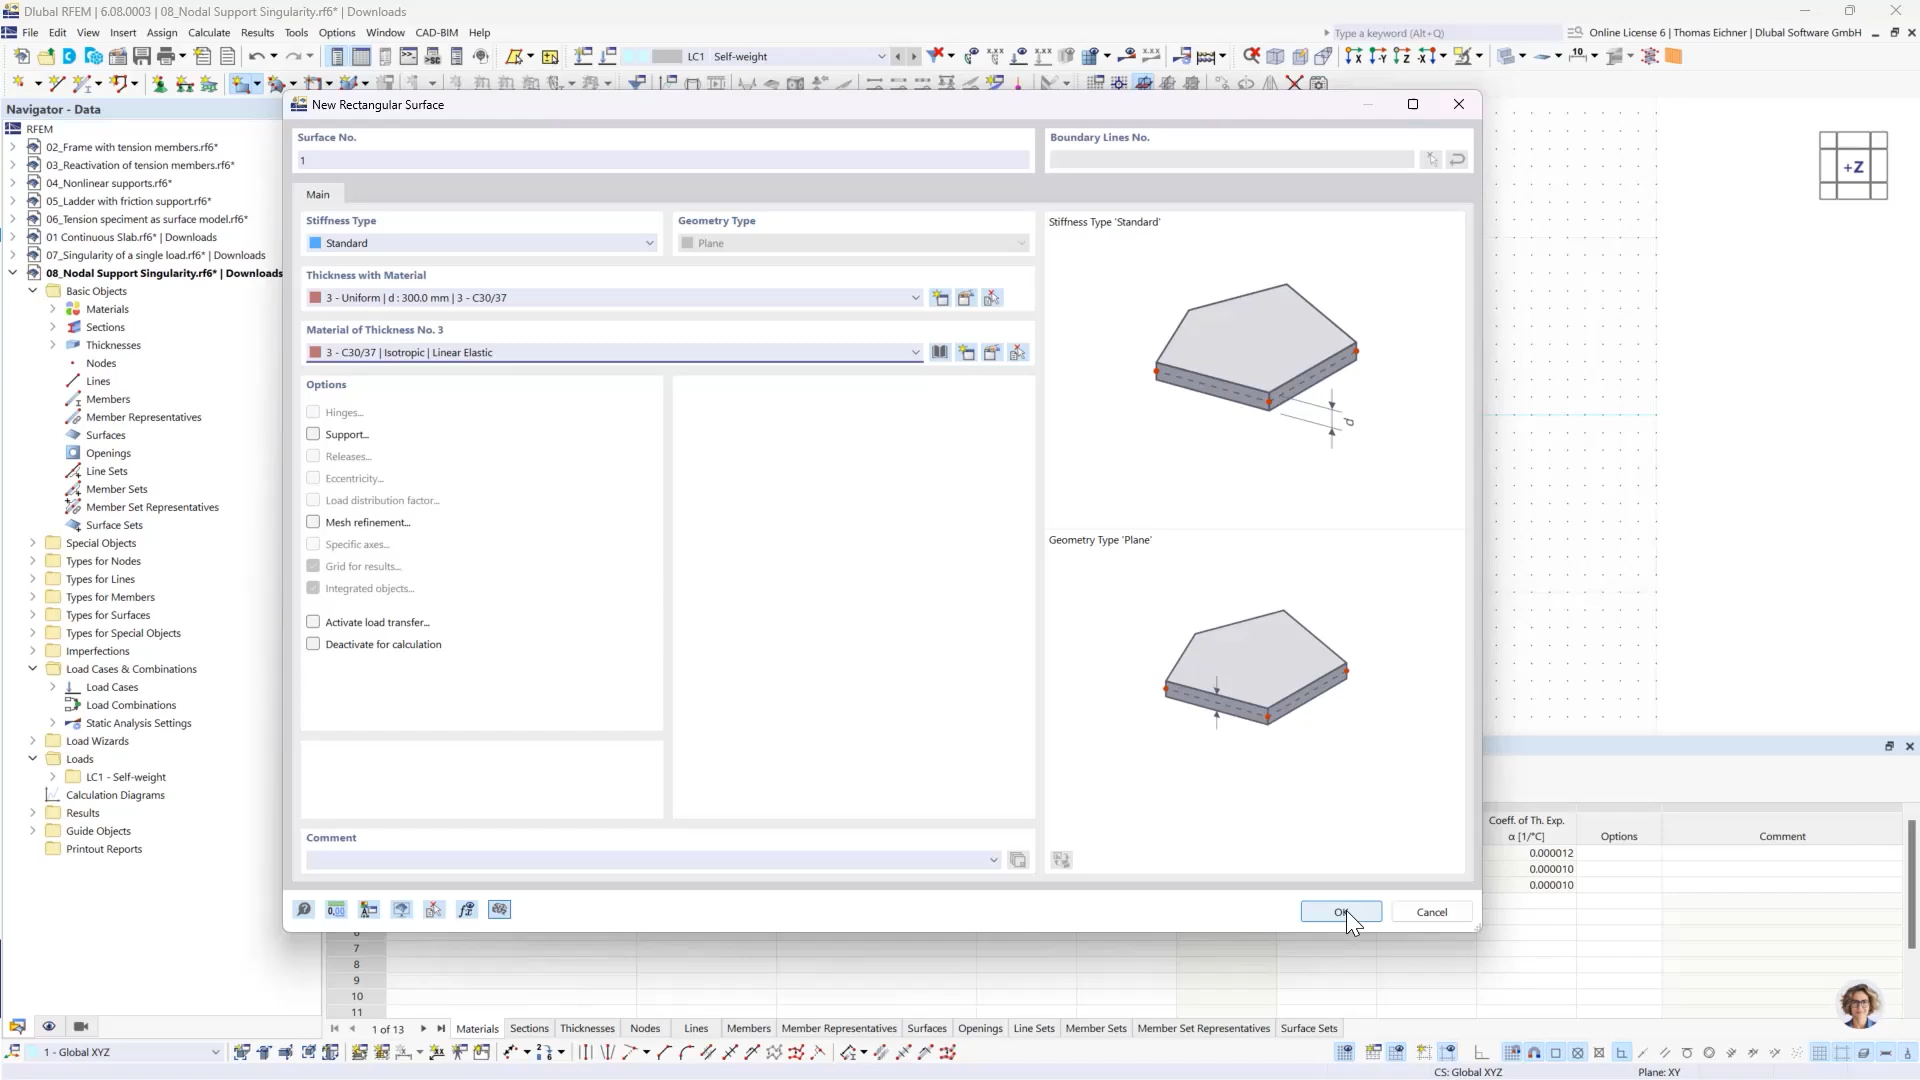 Dlubal RFEM | 6.08.0003 | 08_Nodal Support Singularity.rf6* | Downloads
File Edit View Insert Assign Calculate Results Tools Options Window CAD-BIM Help
Type a keyword (Alt+Q)
Online License 6 | Thomas Eichner | Dlubal Software GmbH
LC1 Self-weight
Navigator - Data
RFEM
02_Frame with tension members.rf6*
03_Reactivation of tension members.rf6*
04_Nonlinear supports.rf6*
05_Ladder with friction support.rf6*
06_Tension speciment as surface model.rf6*
01 Continuous Slab.rf6* | Downloads
07_Singularity of a single load.rf6* | Downloads
08_Nodal Support Singularity.rf6* | Downloads
Basic Objects
Materials
Sections
Thicknesses
Nodes
Lines
Members
Member Representatives
Surfaces
Openings
Line Sets
Member Sets
Member Set Representatives
Surface Sets
Special Objects
Types for Nodes
Types for Lines
Types for Members
Types for Surfaces
Types for Special Objects
Imperfections
Load Cases & Combinations
Load Cases
Load Combinations
Static Analysis Settings
Load Wizards
Loads
LC1 - Self-weight
Calculation Diagrams
Results
Guide Objects
Printout Reports
New Rectangular Surface
Surface No.
1
Boundary Lines No.
Main
Stiffness Type
Standard
Geometry Type
Plane
Thickness with Material
3 - Uniform | d : 300.0 mm | 3 - C30/37
Material of Thickness No. 3
3 - C30/37 | Isotropic | Linear Elastic
Options
Hinges...
Support...
Releases...
Eccentricity...
Load distribution factor...
Mesh refinement...
Specific axes...
Grid for results...
Integrated objects...
Activate load transfer...
Deactivate for calculation
Comment
Stiffness Type 'Standard'
d
Geometry Type 'Plane'
OK
Cancel
+Z
Coeff. of Th. Exp.
α [1/°C]
Options
Comment
0.000012
0.000010
0.000010
7
8
9
10
11
1 of 13
Materials Sections Thicknesses Nodes Lines Members Member Representatives Surfaces Openings Line Sets Member Sets Member Set Representatives Surface Sets
1 - Global XYZ
CS: Global XYZ
Plane: XY